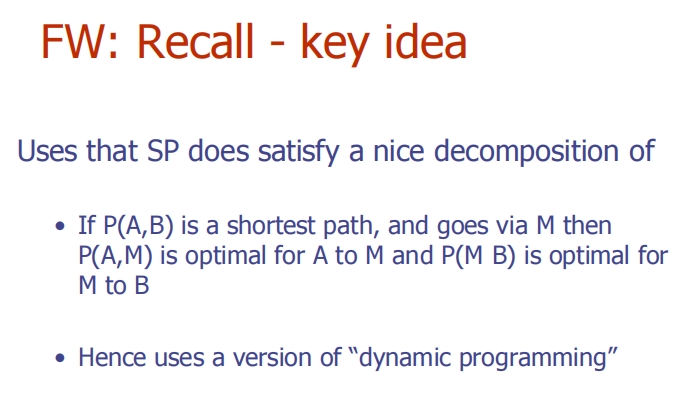 FW: Recall - key idea
Uses that SP does satisfy a nice decomposition of
• If P(A,B) is a shortest path, and goes via M then
P(A,M) is optimal for A to M and P(M B) is optimal for
M to B
• Hence uses a version of “dynamic programming”